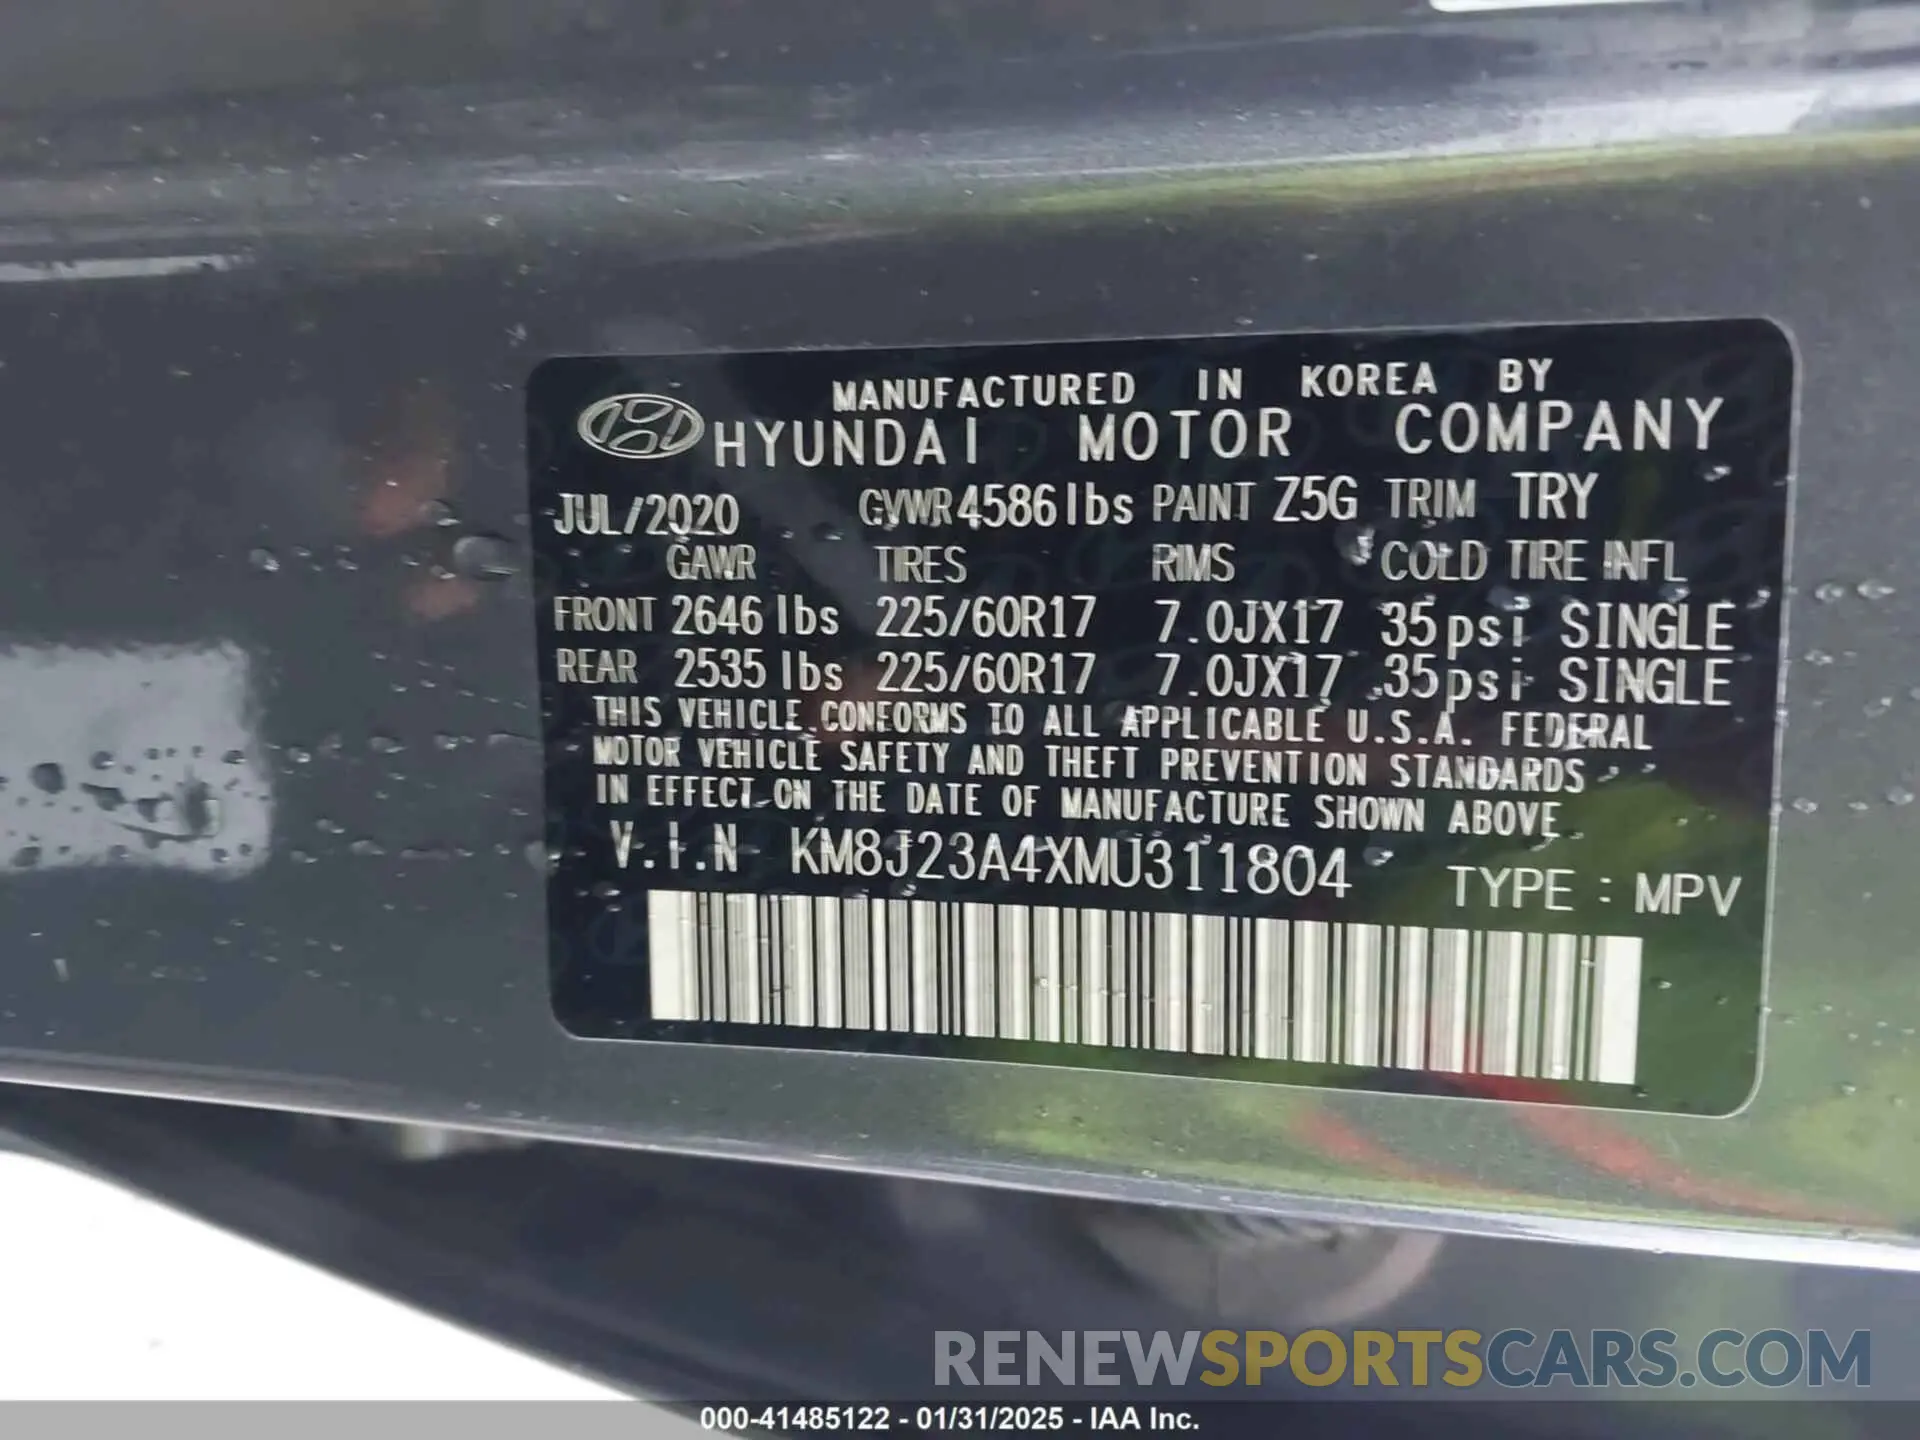 MANUFACTURED IN KOREA BY
HYUNDAI MOTOR COMPANY
JUL/2020 GVWR 4586lbs PAINT Z5G TRIM TRY
GAWR TIRES RIMS COLD TIRE INFL
FRONT 2646 lbs 225/60R17 7.0JX17 35psi SINGLE
REAR 2535 lbs 225/60R17 7.0JX17 35psi SINGLE
THIS VEHICLE CONFORMS TO ALL APPLICABLE U.S.A. FEDERAL
MOTOR VEHICLE SAFETY AND THEFT PREVENTION STANDARDS
IN EFFECT ON THE DATE OF MANUFACTURE SHOWN ABOVE
V.I.N KM8J23A4XMU311804 TYPE : MPV
RENEWSPORTSCARS.COM
000-41485122 - 01/31/2025 - IAA Inc.